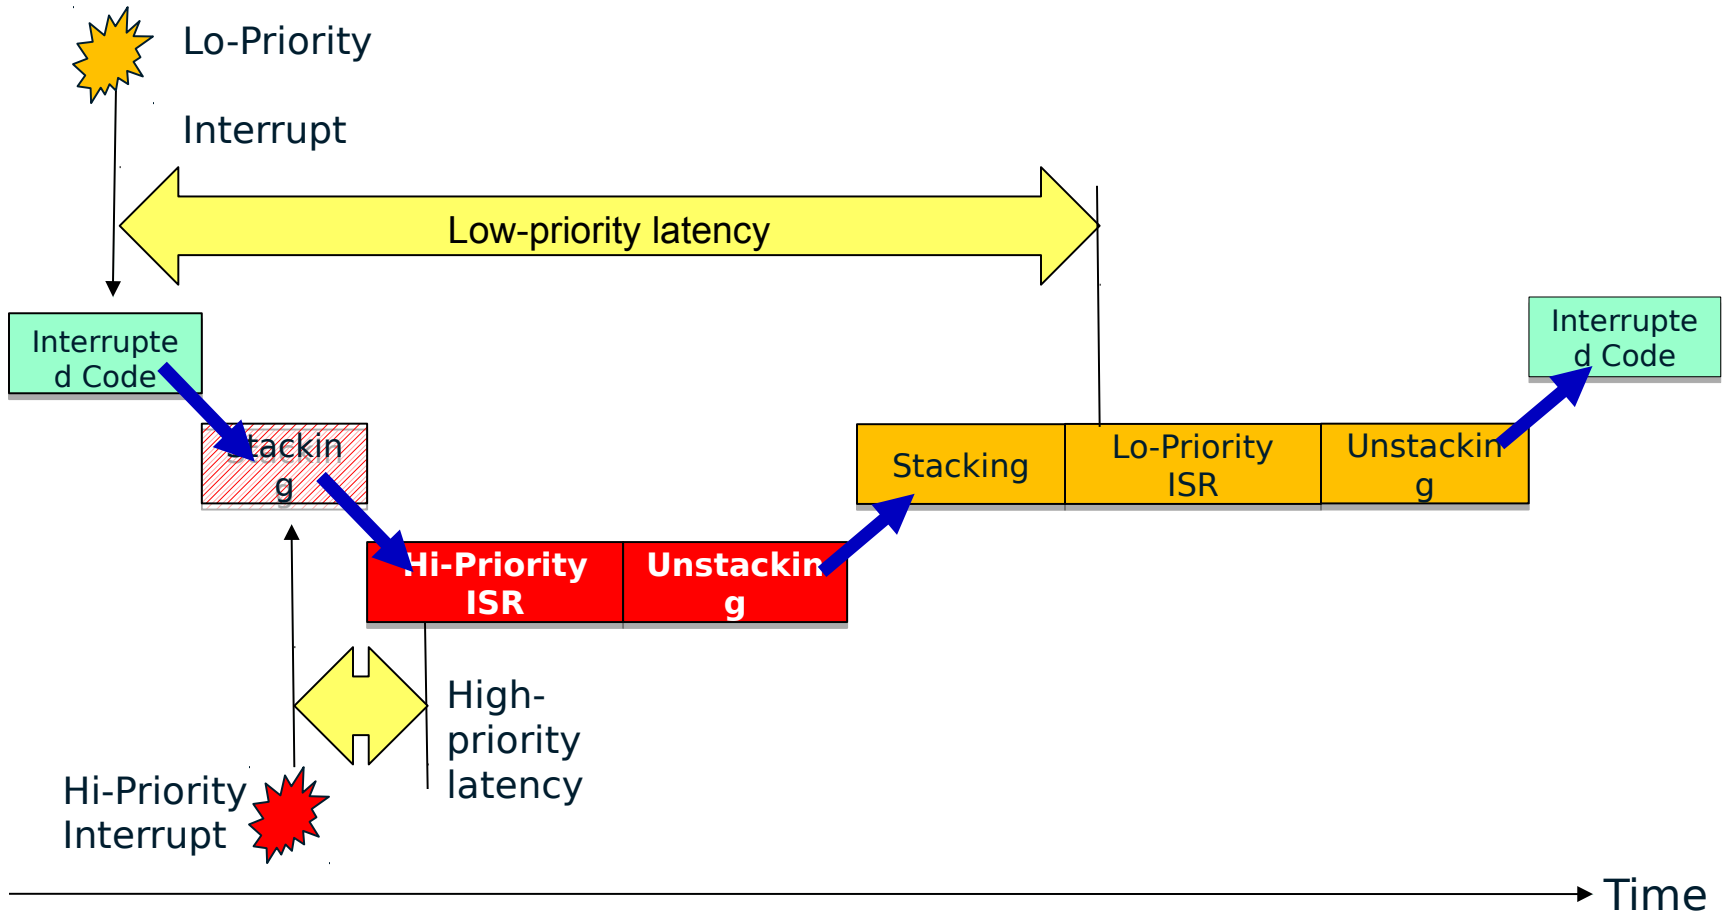 Lo-Priority
Interrupt
Low-priority latency
Interrupte
d Code
Interrupte
d Code
Stackin
g
Stacking
Lo-Priority
ISR
Unstackin
g
Hi-Priority
ISR
Unstackin
g
High-
priority
latency
Hi-Priority
Interrupt
Time